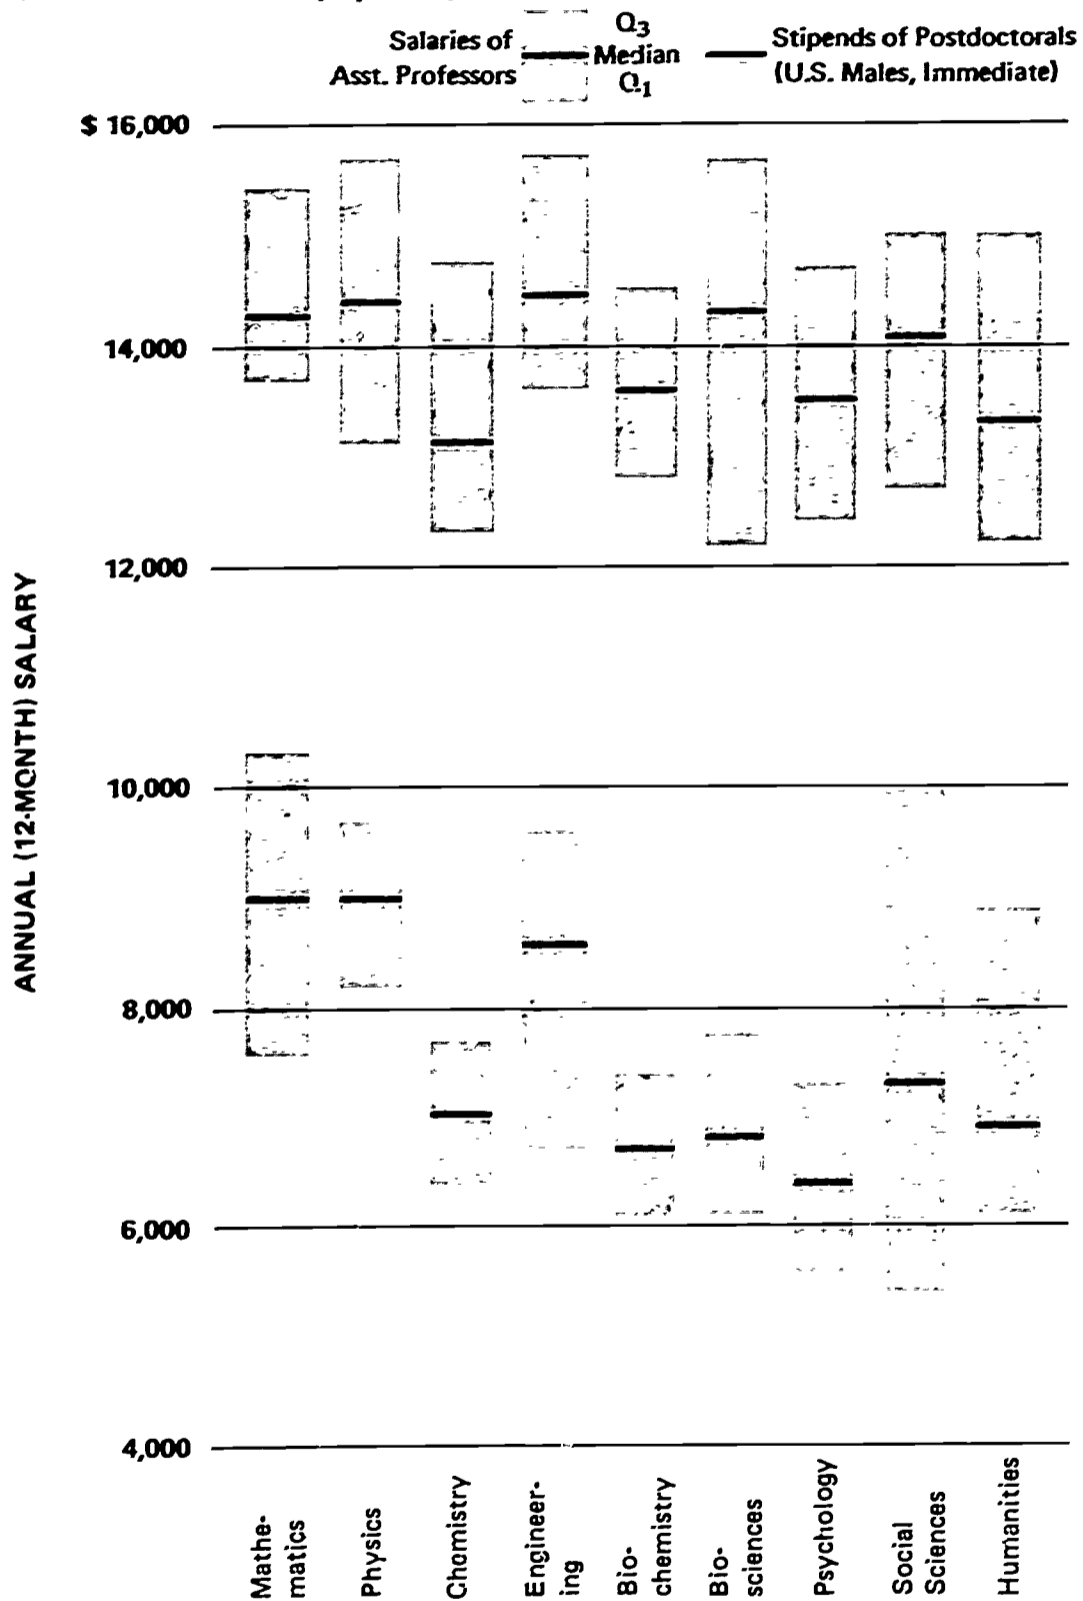 Salaries of
Asst. Professors
Q3
Median
Q1
Stipends of Postdoctorals
(U.S. Males, Immediate)
ANNUAL (12-MONTH) SALARY
$ 16,000
14,000
12,000
10,000
8,000
6,000
4,000
Mathe-
matics
Physics
Chomistry
Engineer-
ing
Bio-
chemistry
Bio-
sciences
Psychology
Social
Sciences
Humanities